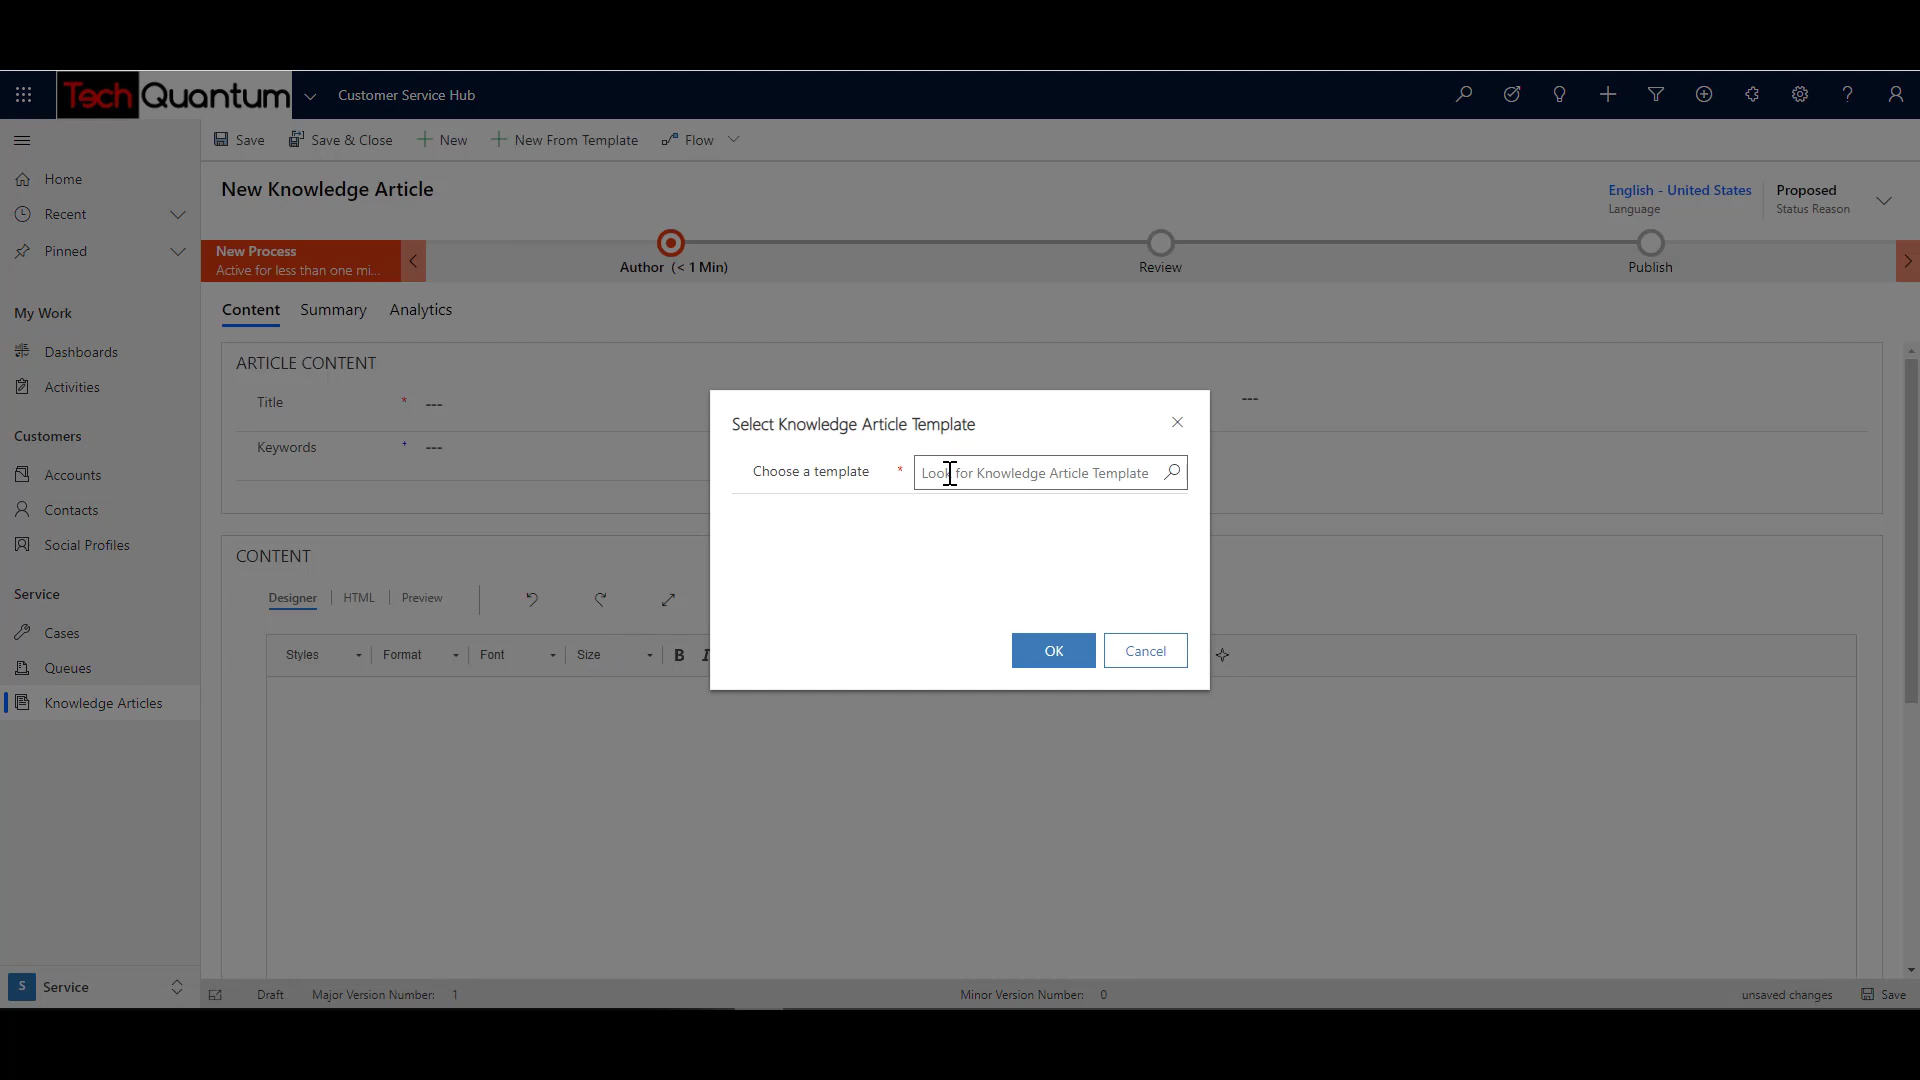 Tech Quantum
Customer Service Hub
Save
Save & Close
New
New From Template
Flow
Home
Recent
Pinned
My Work
Dashboards
Activities
Customers
Accounts
Contacts
Social Profiles
Service
Cases
Queues
Knowledge Articles
S
Service
New Knowledge Article
English - United States
Language
Proposed
Status Reason
New Process
Active for less than one mi...
Author (< 1 Min)
Review
Publish
Content
Summary
Analytics
ARTICLE CONTENT
Title * ---
---
Keywords + ---
CONTENT
Designer
HTML
Preview
Styles
Format
Font
Size
B
I
Select Knowledge Article Template
Choose a template *
Look for Knowledge Article Template
OK
Cancel
Draft
Major Version Number: 1
Minor Version Number: 0
unsaved changes
Save